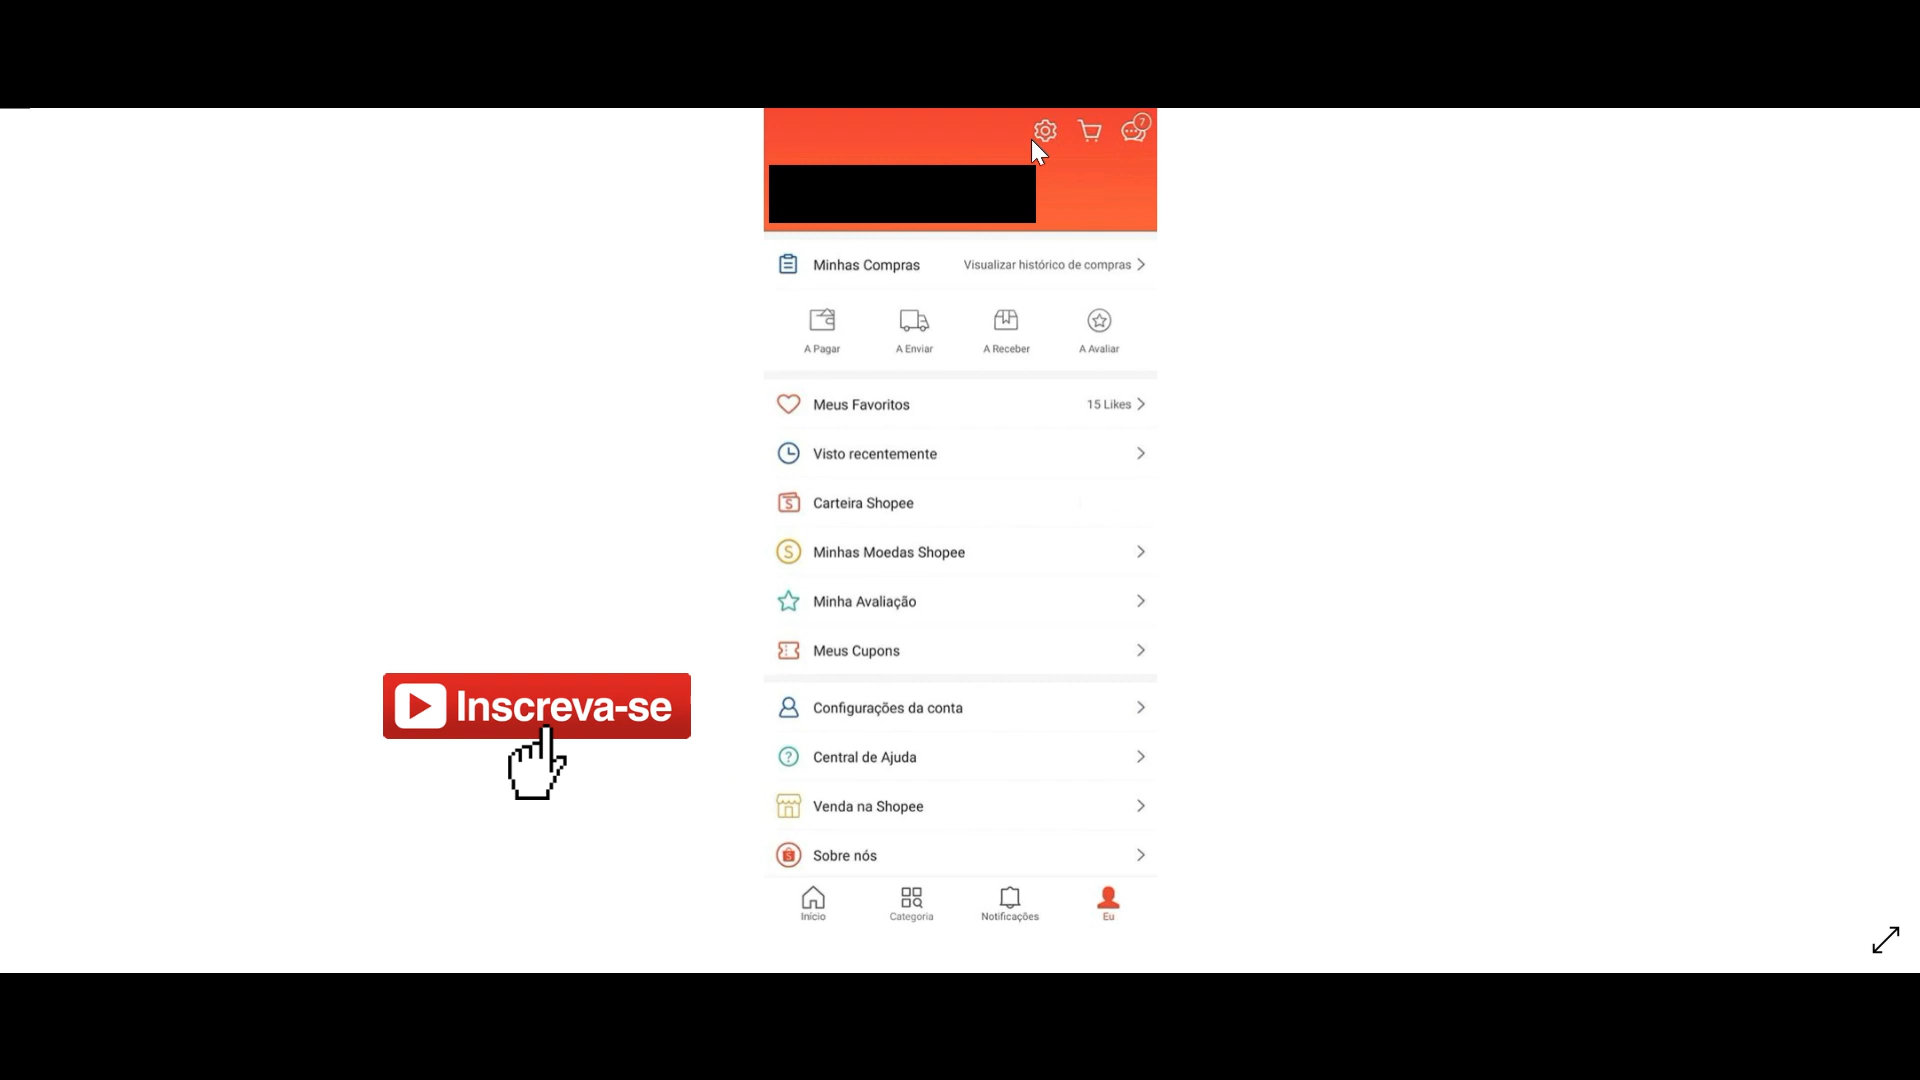 7
Minhas Compras Visualizar histórico de compras
A Pagar A Enviar A Receber A Avaliar
Meus Favoritos 15 Likes
Visto recentemente
Carteira Shopee
Minhas Moedas Shopee
Minha Avaliação
Meus Cupons
Inscreva-se
Configurações da conta
Central de Ajuda
Venda na Shopee
Sobre nós
Início Categoria Notificações Eu